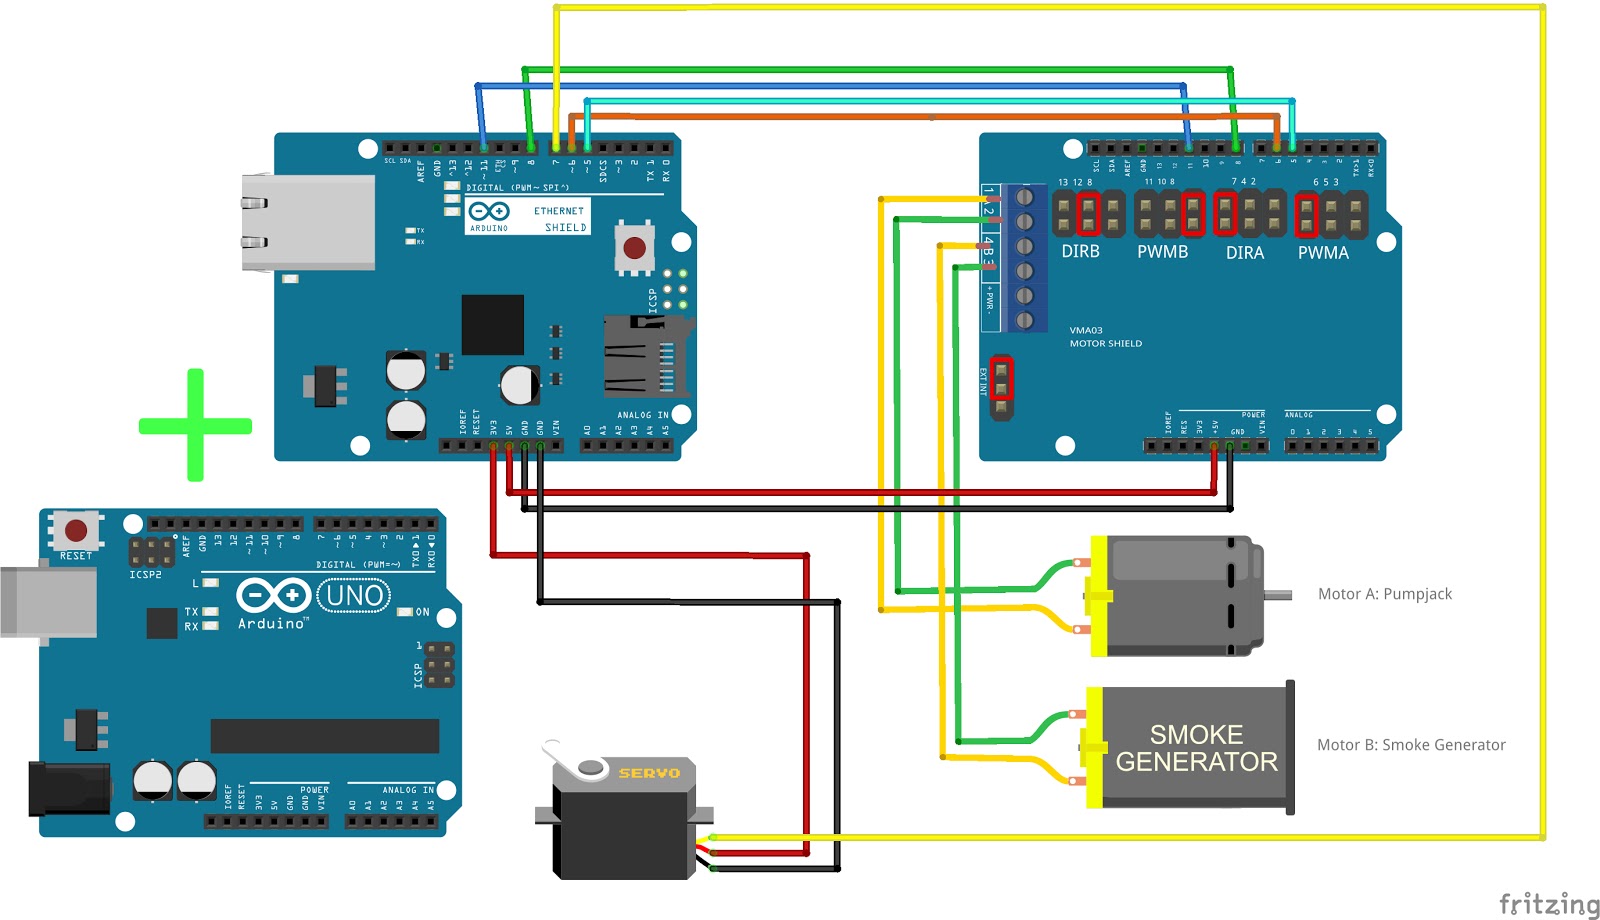 SCL SDA AREF GND ^13 ^12 ~11 ETH CS ~9 8 7 ~6 ~5 SDCS ~3 2 TX 1 RX 0
DIGITAL (PWM~ SPI^)
ARDUINO
ETHERNET
SHIELD
TX
RX
ICSP
ANALOG IN
IOREF RESET 3V3 5V GND GND VIN A0 A1 A2 A3 A4 A5
SCL SDA AREF GND 13 12 11 10 9 8 7 6 5 4 3 2 TX>1 RX<0
13 12 8
11 10 8
7 4 2
6 5 3
DIRB
PWMB
DIRA
PWMA
1
A
2
4
B
3
+ PWR -
VMA03
MOTOR SHIELD
EXT INT
POWER
ANALOG
IOREF RES 3V3 +5V GND VIN 0 1 2 3 4 5
RESET
ICSP2
AREF GND 13 12 ~11 ~10 ~9 8 7 ~6 ~5 4 ~3 2 TX0▶1 RX0◀0
DIGITAL (PWM=~)
L
TX
RX
UNO
ON
Arduino™
1
ICSP
POWER
ANALOG IN
IOREF RESET 3V3 5V GND GND VIN A0 A1 A2 A3 A4 A5
Motor A: Pumpjack
SMOKE
GENERATOR
Motor B: Smoke Generator
SERVO
fritzing